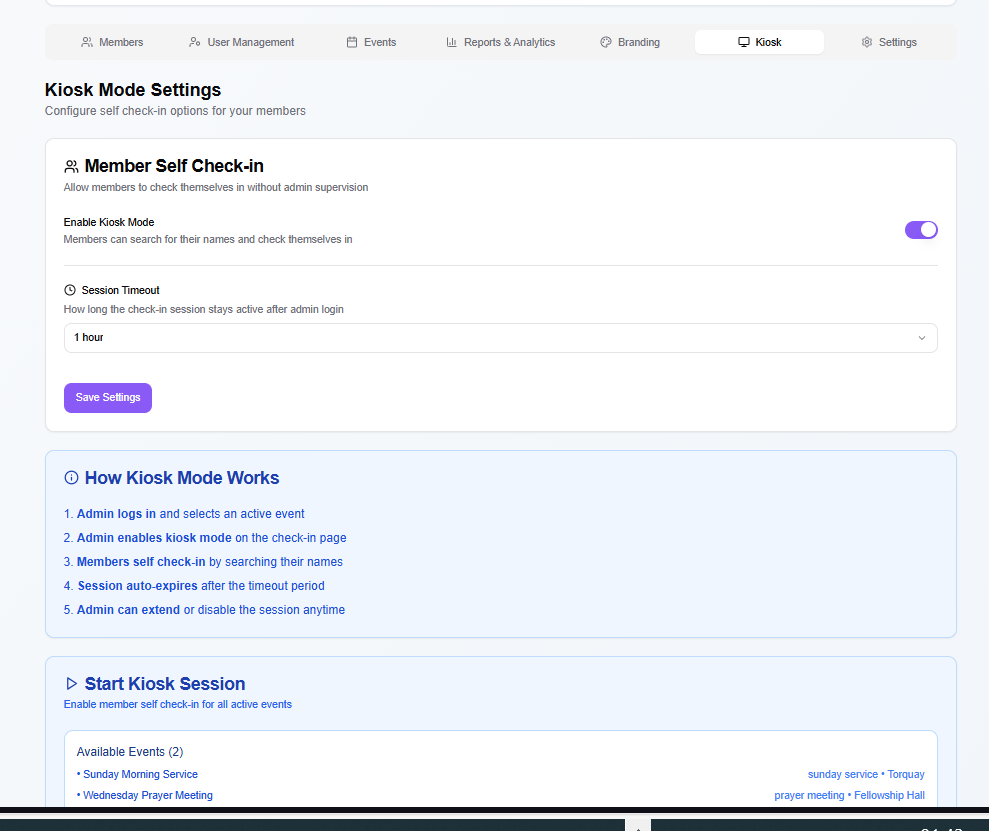 Members
User Management
Events
Reports & Analytics
Branding
Kiosk
Settings
Kiosk Mode Settings
Configure self check-in options for your members
Member Self Check-in
Allow members to check themselves in without admin supervision
Enable Kiosk Mode
Members can search for their names and check themselves in
Session Timeout
How long the check-in session stays active after admin login
1 hour
Save Settings
How Kiosk Mode Works
1. Admin logs in and selects an active event
2. Admin enables kiosk mode on the check-in page
3. Members self check-in by searching their names
4. Session auto-expires after the timeout period
5. Admin can extend or disable the session anytime
Start Kiosk Session
Enable member self check-in for all active events
Available Events (2)
• Sunday Morning Service
sunday service • Torquay
• Wednesday Prayer Meeting
prayer meeting • Fellowship Hall